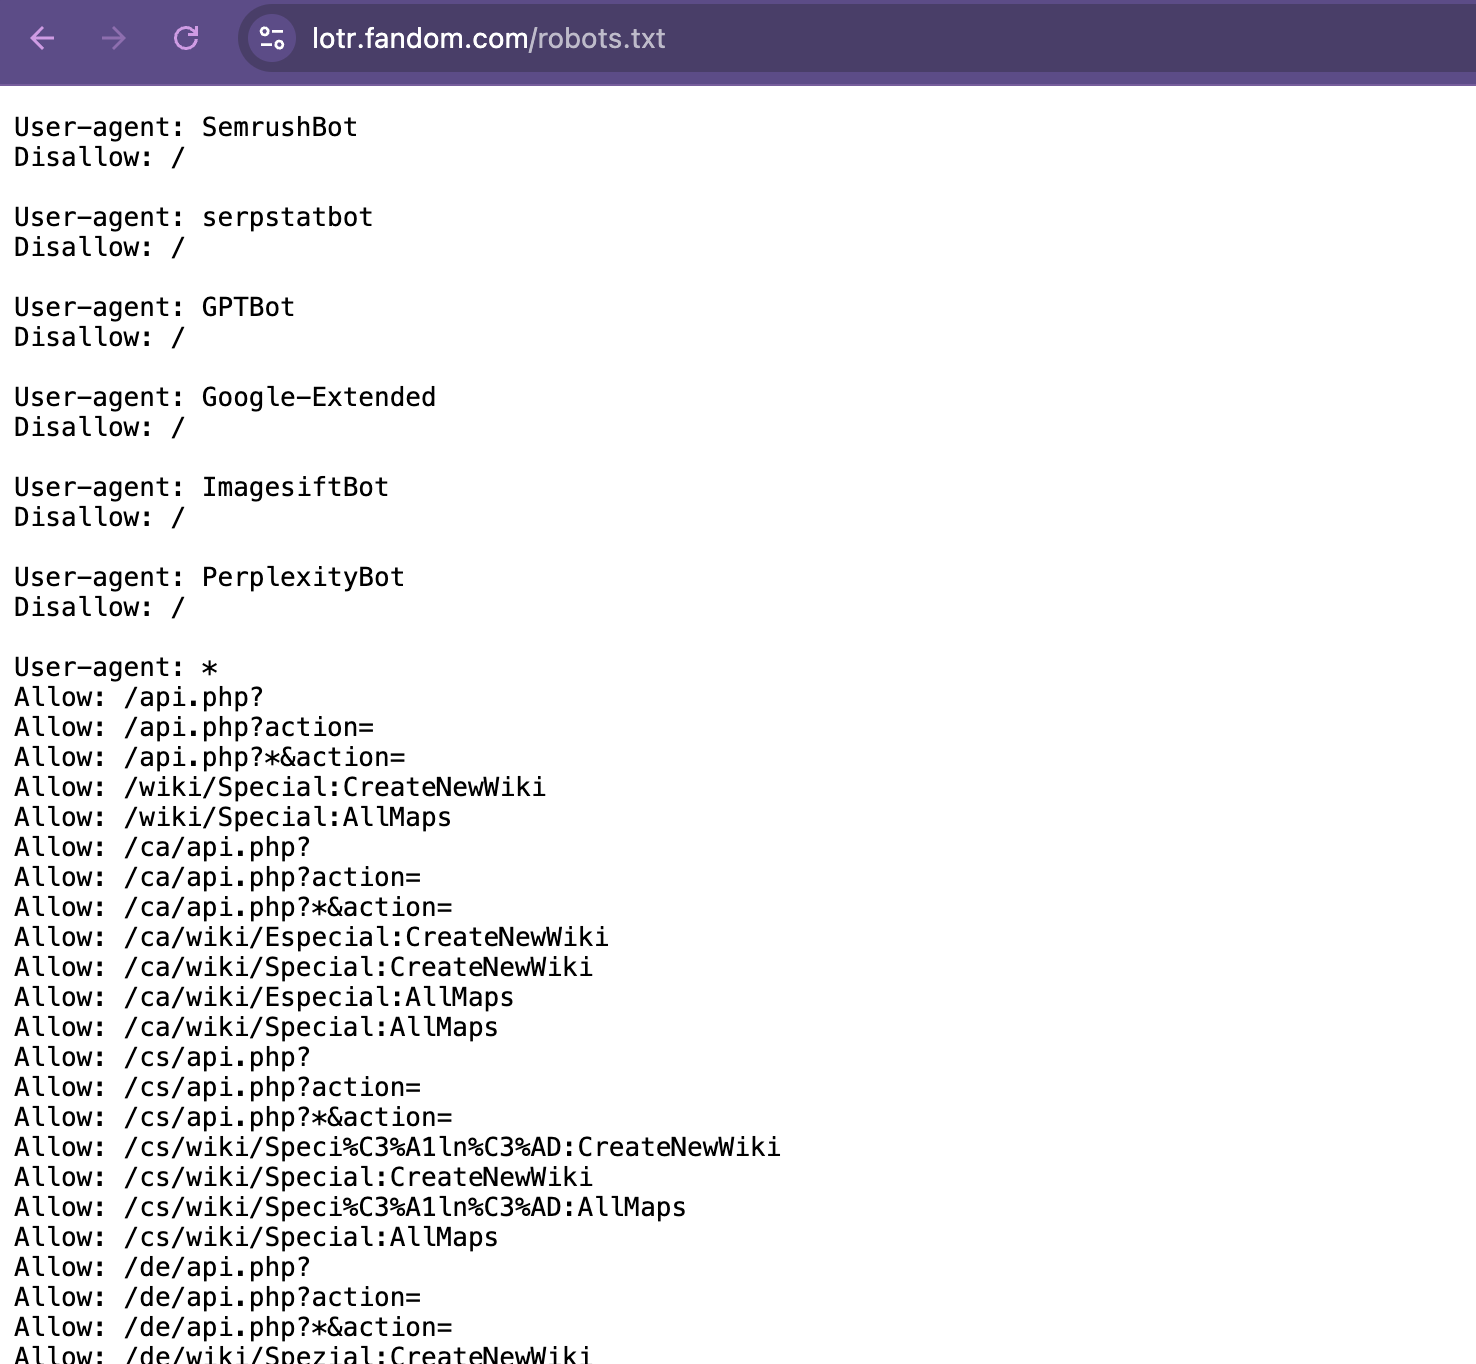 lotr.fandom.com/robots.txt
User-agent: SemrushBot
Disallow: /
User-agent: serpstatbot
Disallow: /
User-agent: GPTBot
Disallow: /
User-agent: Google-Extended
Disallow: /
User-agent: ImagesiftBot
Disallow: /
User-agent: PerplexityBot
Disallow: /
User-agent: *
Allow: /api.php?
Allow: /api.php?action=
Allow: /api.php?*&action=
Allow: /wiki/Special:CreateNewWiki
Allow: /wiki/Special:AllMaps
Allow: /ca/api.php?
Allow: /ca/api.php?action=
Allow: /ca/api.php?*&action=
Allow: /ca/wiki/Especial:CreateNewWiki
Allow: /ca/wiki/Special:CreateNewWiki
Allow: /ca/wiki/Especial:AllMaps
Allow: /ca/wiki/Special:AllMaps
Allow: /cs/api.php?
Allow: /cs/api.php?action=
Allow: /cs/api.php?*&action=
Allow: /cs/wiki/Speci%C3%A1ln%C3%AD:CreateNewWiki
Allow: /cs/wiki/Special:CreateNewWiki
Allow: /cs/wiki/Speci%C3%A1ln%C3%AD:AllMaps
Allow: /cs/wiki/Special:AllMaps
Allow: /de/api.php?
Allow: /de/api.php?action=
Allow: /de/api.php?*&action=
Allow: /de/wiki/Spezial:CreateNewWiki